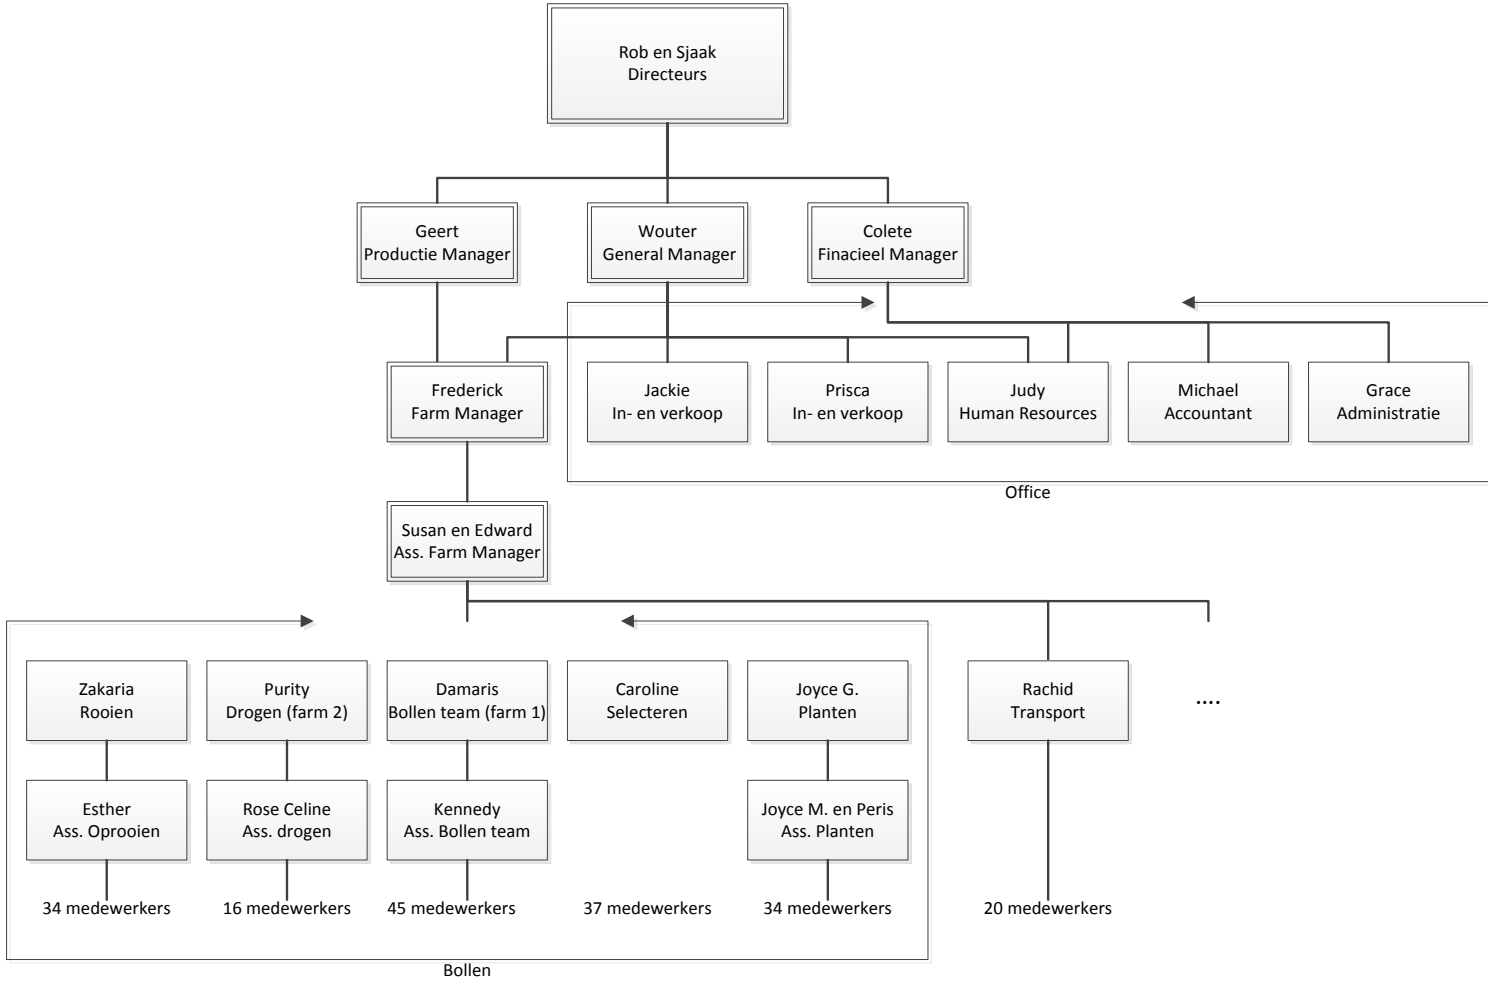 Rob en Sjaak
Directeurs
Geert
Productie Manager
Wouter
General Manager
Colete
Finacieel Manager
Frederick
Farm Manager
Jackie
In- en verkoop
Prisca
In- en verkoop
Judy
Human Resources
Michael
Accountant
Grace
Administratie
Office
Susan en Edward
Ass. Farm Manager
Zakaria
Rooien
Purity
Drogen (farm 2)
Damaris
Bollen team (farm 1)
Caroline
Selecteren
Joyce G.
Planten
Rachid
Transport
....
Esther
Ass. Oprooien
Rose Celine
Ass. drogen
Kennedy
Ass. Bollen team
Joyce M. en Peris
Ass. Planten
34 medewerkers
16 medewerkers
45 medewerkers
37 medewerkers
34 medewerkers
20 medewerkers
Bollen